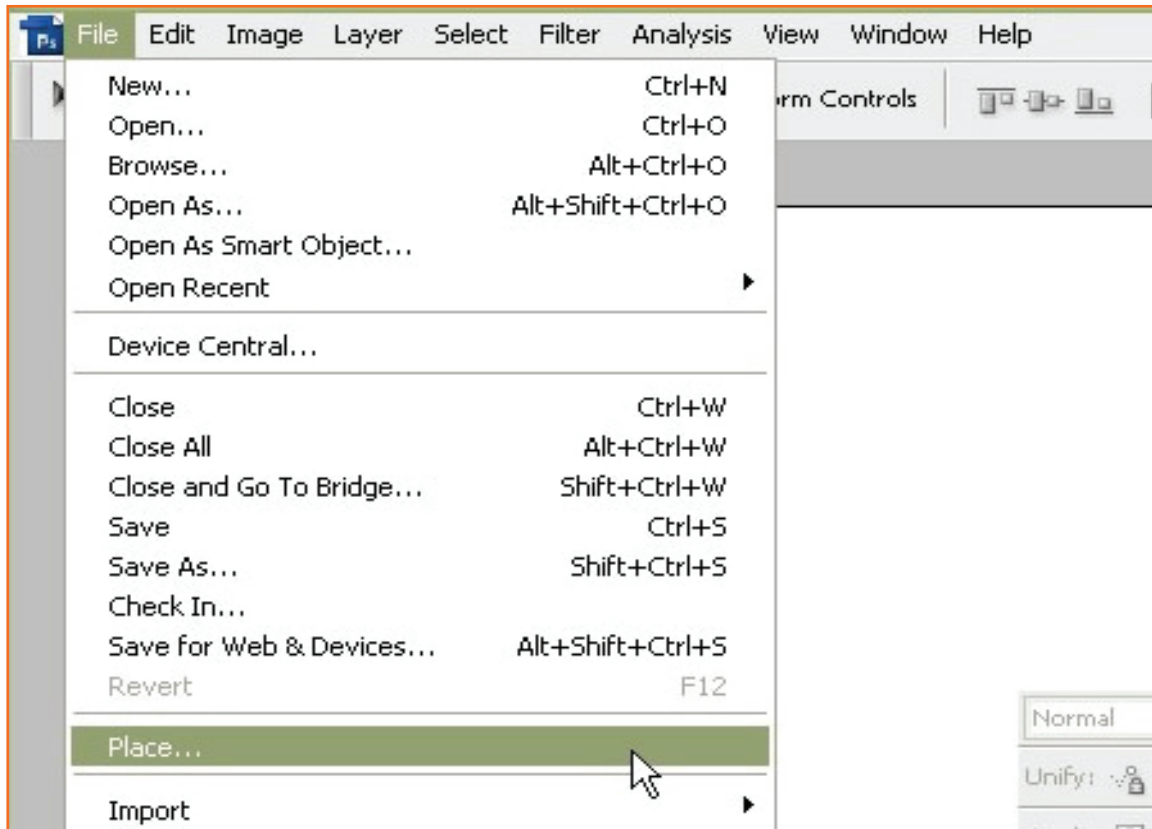 Ps File Edit Image Layer Select Filter Analysis View Window Help
New... Ctrl+N
rm Controls
Open... Ctrl+O
Browse... Alt+Ctrl+O
Open As... Alt+Shift+Ctrl+O
Open As Smart Object...
Open Recent
Device Central...
Close Ctrl+W
Close All Alt+Ctrl+W
Close and Go To Bridge... Shift+Ctrl+W
Save Ctrl+S
Save As... Shift+Ctrl+S
Check In...
Save for Web & Devices... Alt+Shift+Ctrl+S
Revert F12
Normal
Place...
Unify:
Import